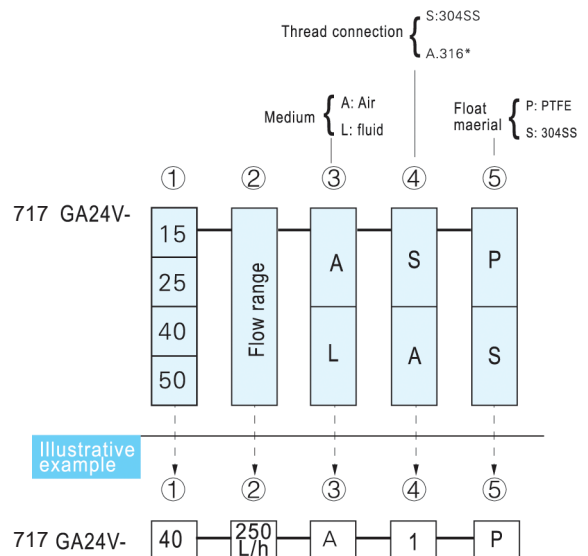 Thread connection { S:304SS
A.316*
Medium { A: Air
L: fluid
Float
maerial { P: PTFE
S: 304SS
① ② ③ ④ ⑤
717 GA24V-
15
25
40
50
Flow range
A
L
S
A
P
S
Illustrative
example
① ② ③ ④ ⑤
717 GA24V- 40 250 L/h A 1 P